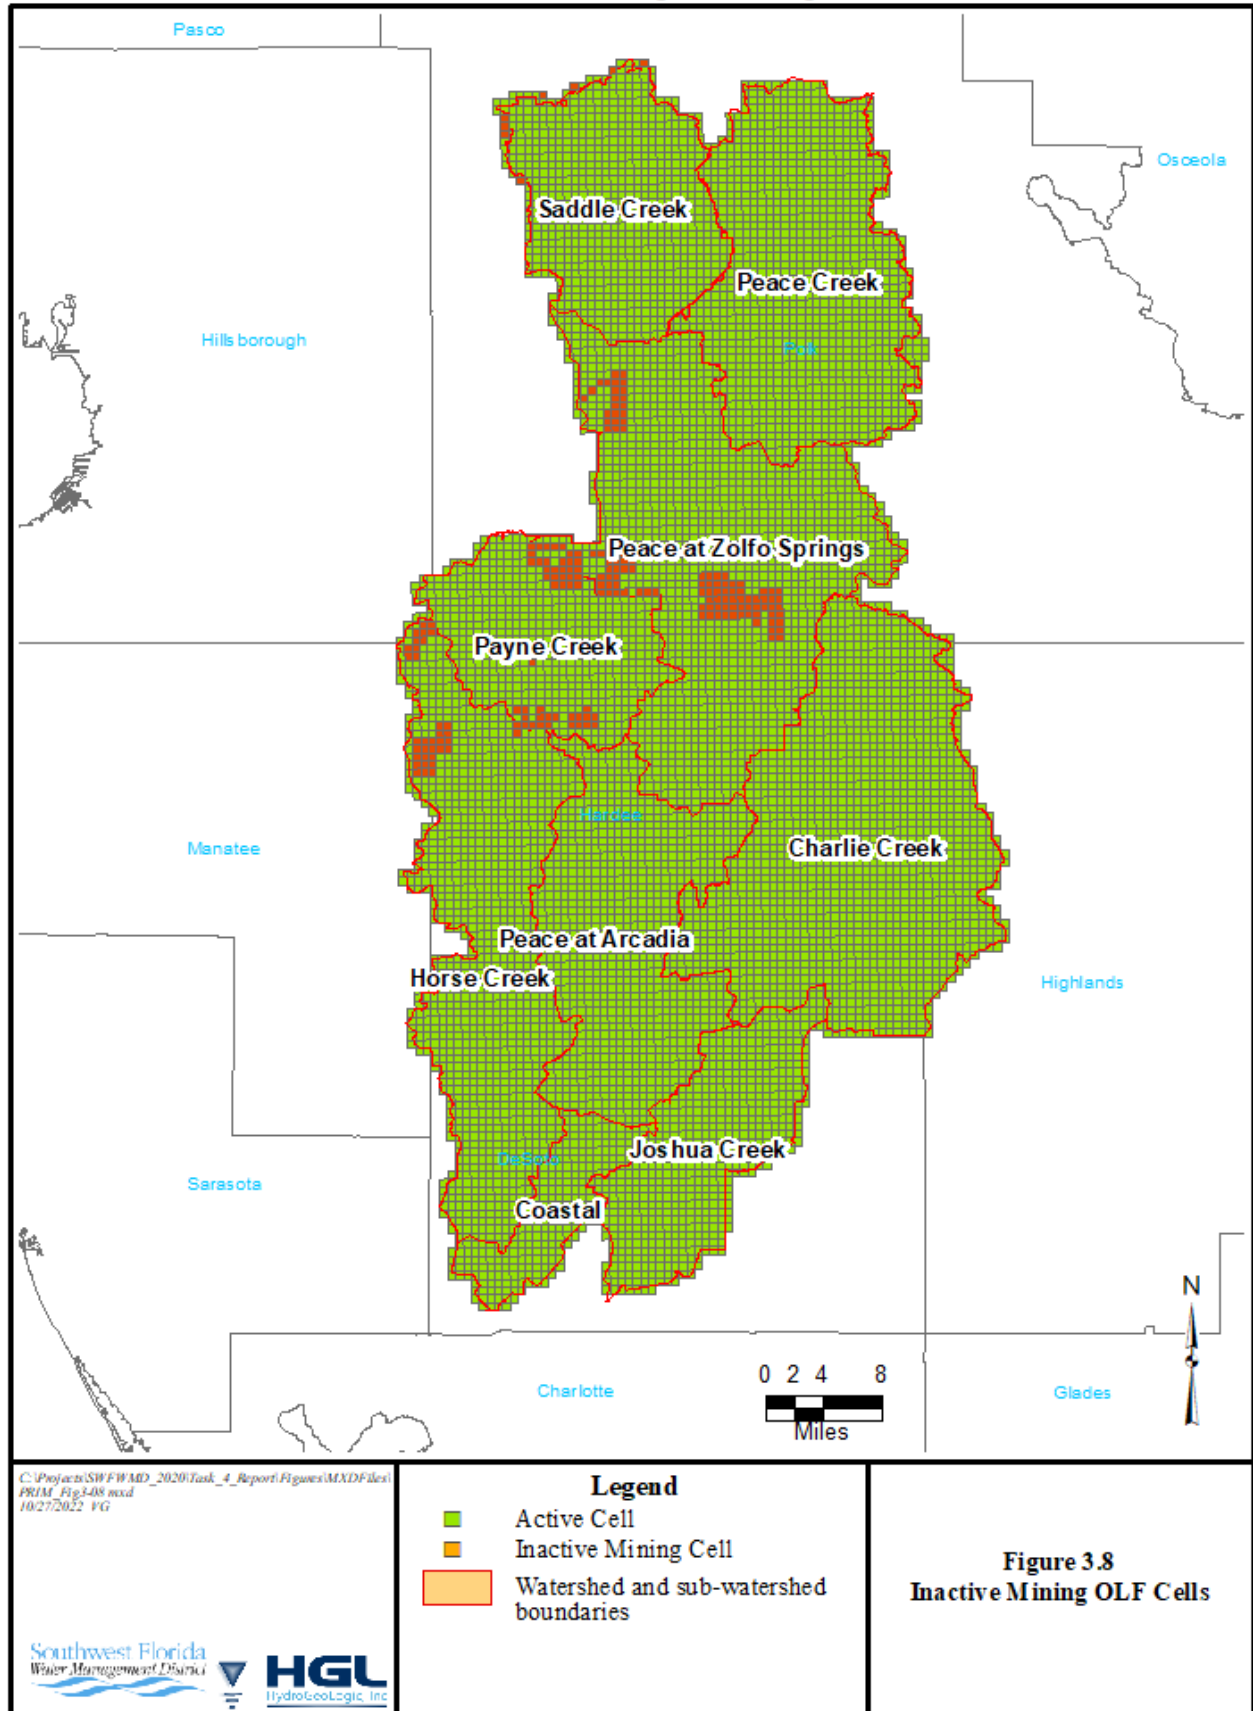 Pasco
Osceola
Saddle Creek
Peace Creek
Hillsborough
Polk
Peace at Zolfo Springs
Payne Creek
Hardee
Manatee
Charlie Creek
Peace at Arcadia
Horse Creek
Highlands
Joshua Creek
DeSoto
Sarasota
Coastal
N
0 2 4 8
Miles
Charlotte
Glades
C:\Projects\SWFWMD_2020\Task_4_Report\Figures\MXDFiles\
PRIM_Fig3-08.mxd
10/27/2022 VG
Southwest Florida
Water Management District
HGL
HydroGeoLogic, Inc
Legend
Active Cell
Inactive Mining Cell
Watershed and sub-watershed
boundaries
Figure 3.8
Inactive Mining OLF Cells